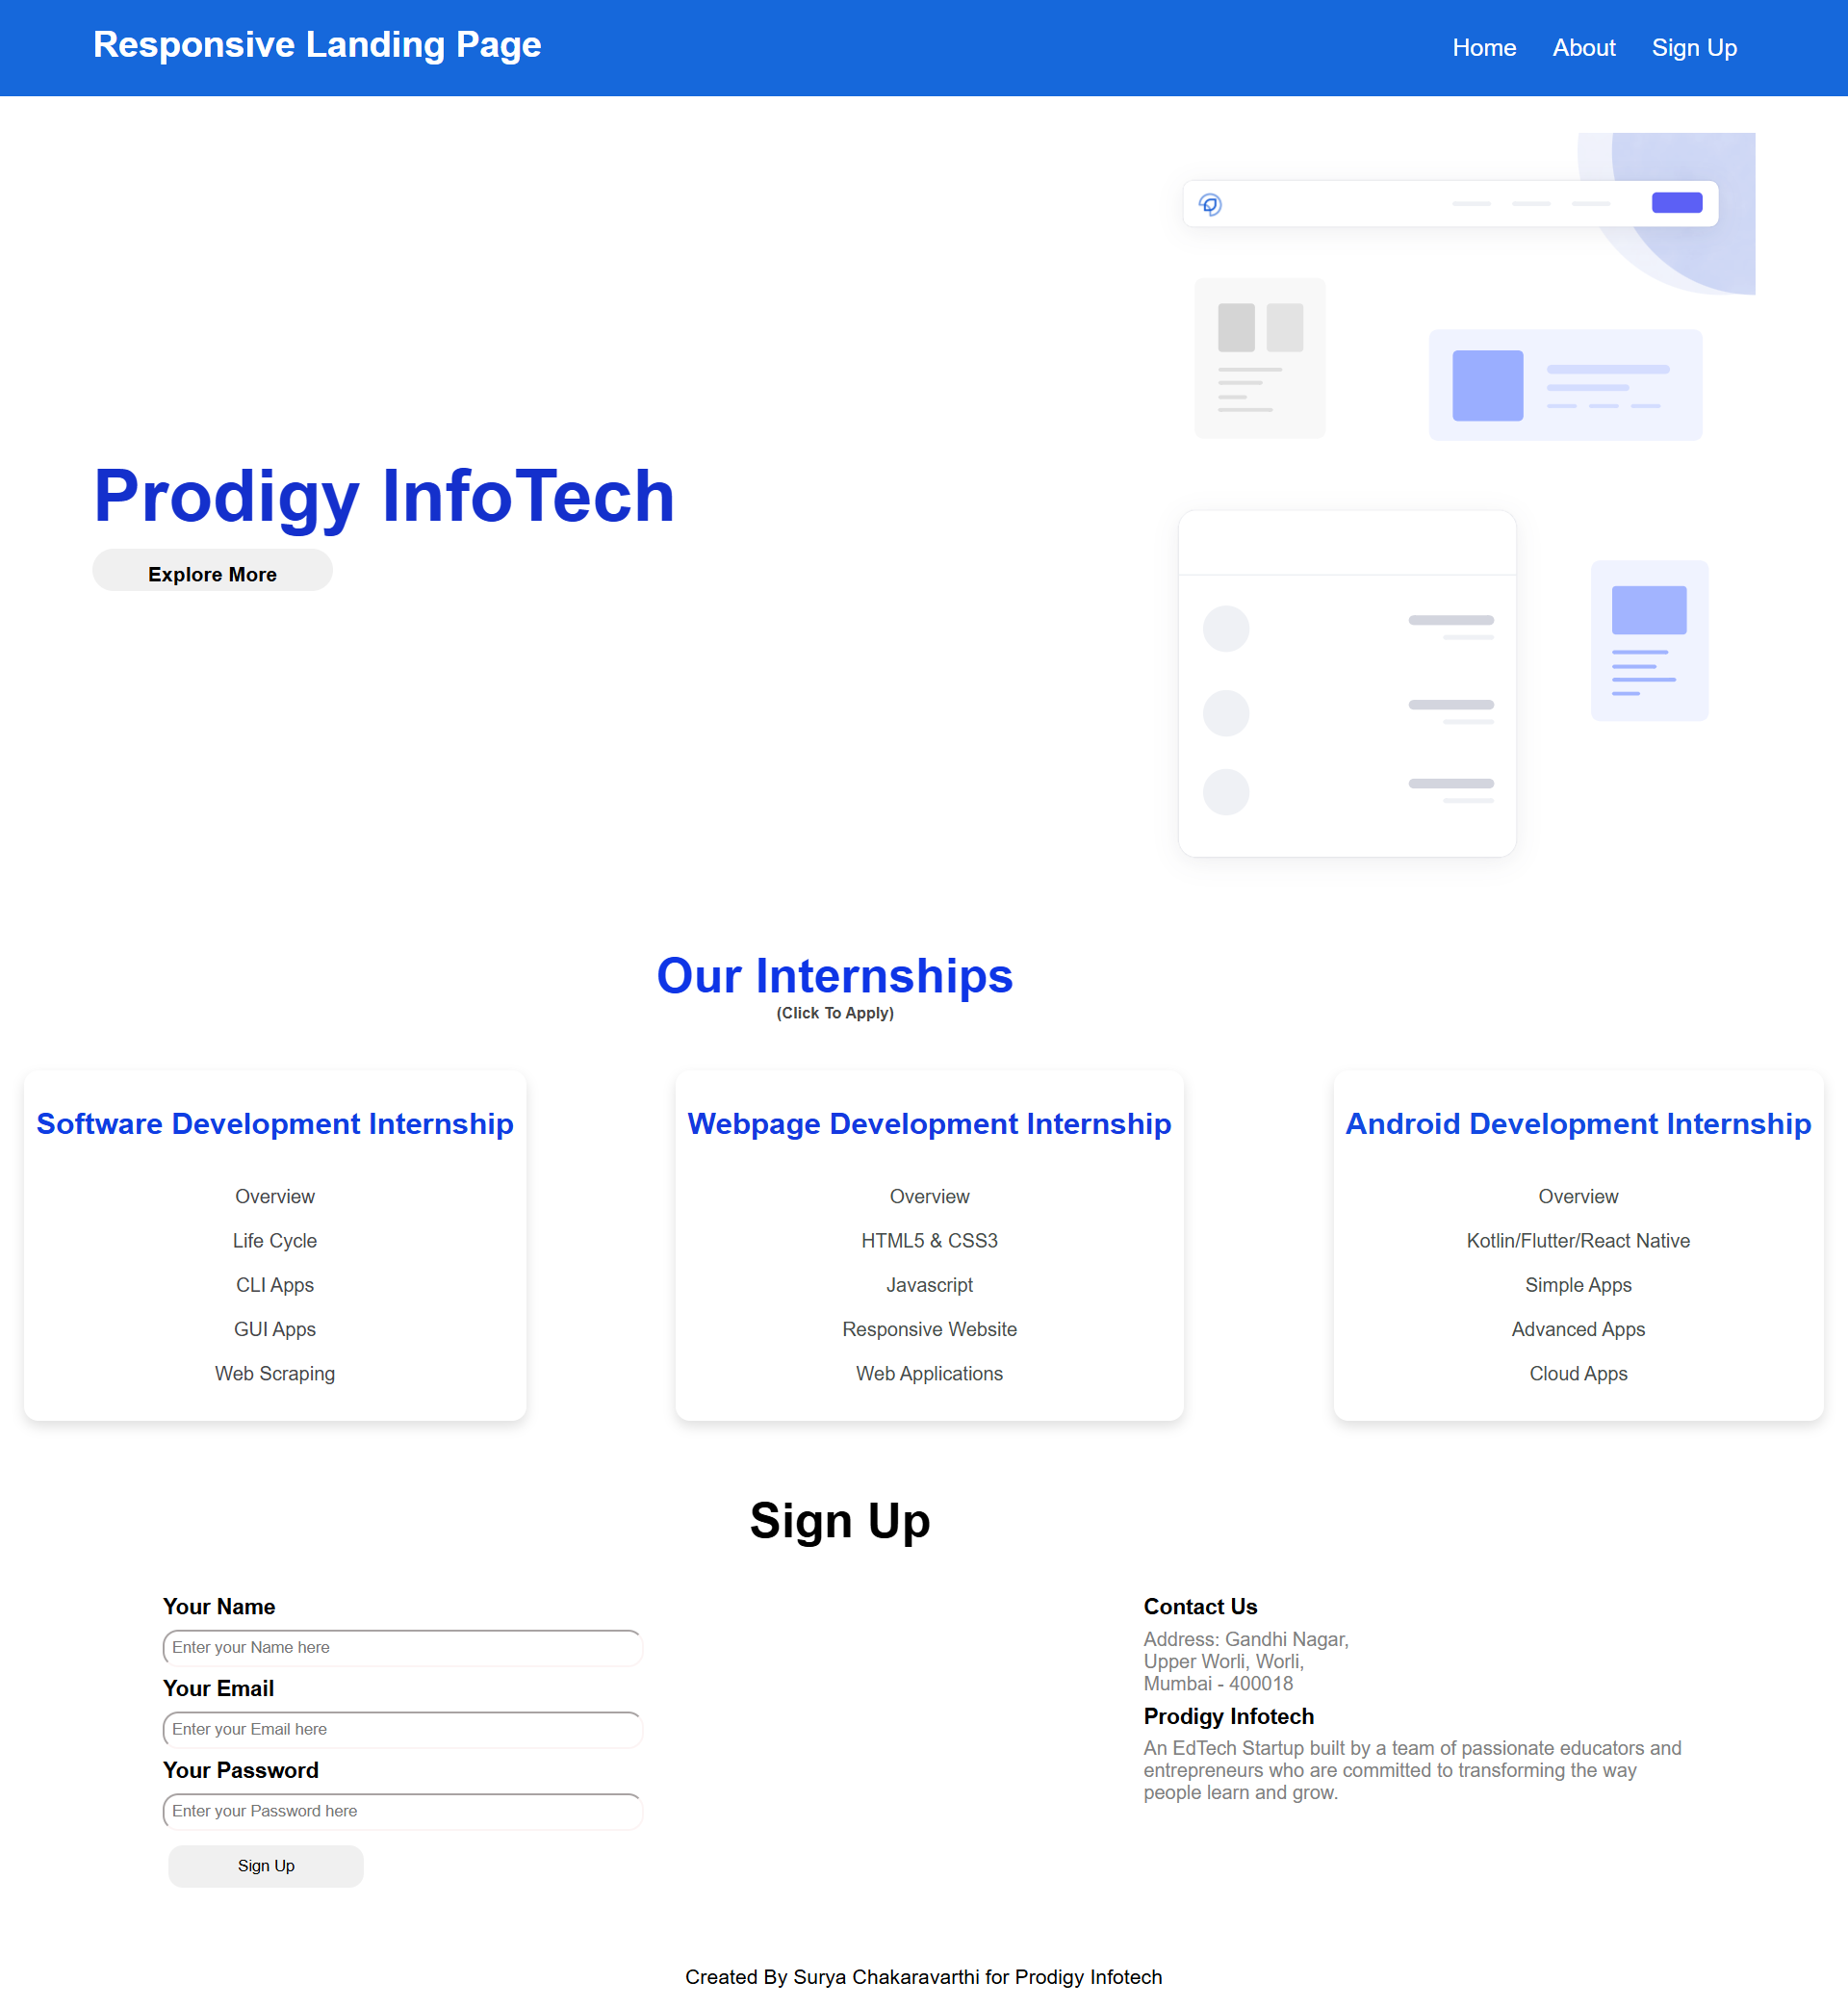 Responsive Landing Page
Home About Sign Up
Prodigy InfoTech
Explore More
Our Internships
(Click To Apply)
Software Development Internship
Overview
Life Cycle
CLI Apps
GUI Apps
Web Scraping
Webpage Development Internship
Overview
HTML5 & CSS3
Javascript
Responsive Website
Web Applications
Android Development Internship
Overview
Kotlin/Flutter/React Native
Simple Apps
Advanced Apps
Cloud Apps
Sign Up
Your Name
Enter your Name here
Your Email
Enter your Email here
Your Password
Enter your Password here
Sign Up
Contact Us
Address: Gandhi Nagar,
Upper Worli, Worli,
Mumbai - 400018
Prodigy Infotech
An EdTech Startup built by a team of passionate educators and
entrepreneurs who are committed to transforming the way
people learn and grow.
Created By Surya Chakaravarthi for Prodigy Infotech